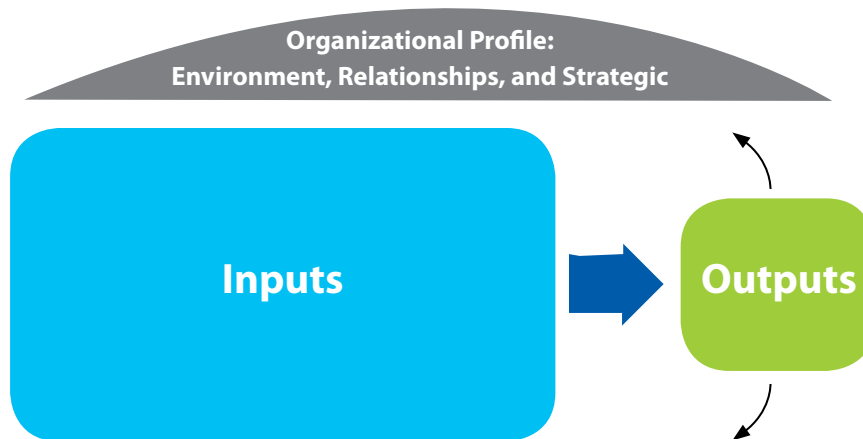 Organizational Profile:
Environment, Relationships, and Strategic
Inputs
Outputs